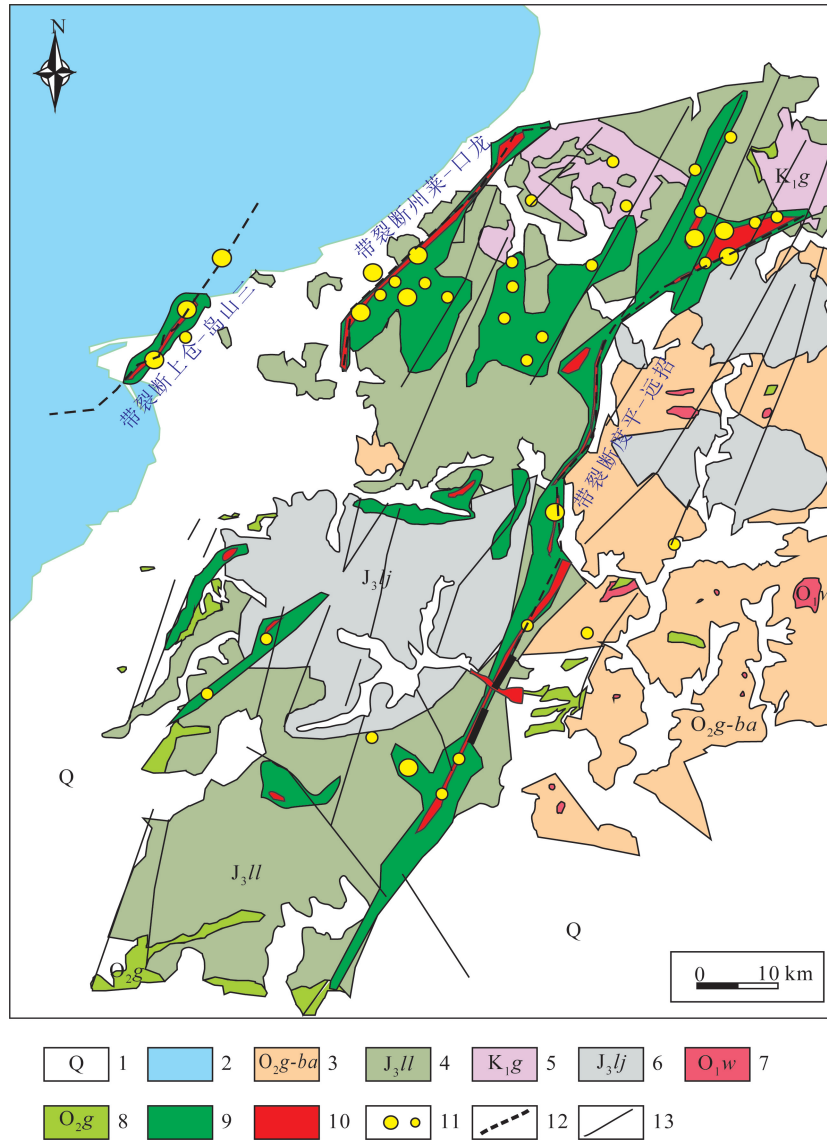 N
龙口-莱州断裂带
K₁g
三山岛-仓上断裂带
招远-平度断裂带
J₃lj
O₁w
O₂g-ba
Q
J₃ll
Q
O₂g
0 10 km
Q 1
2
O₂g-ba 3
J₃ll 4
K₁g 5
J₃lj 6
O₁w 7
O₂g 8
9
10
11
12
13